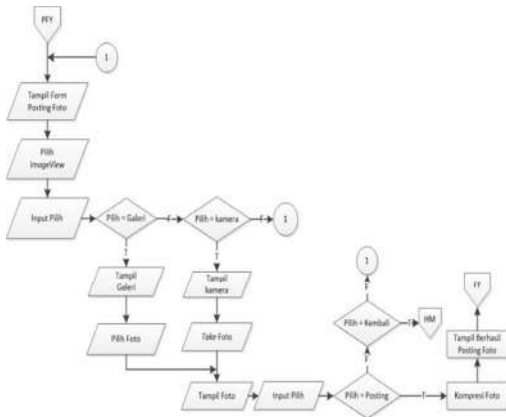 PFY
1
Tampil Form
Posting Foto
Pilih
ImageView
Input Pilih
Pilih = Galeri
F
Pilih = kamera
F
1
T
T
Tampil
Galeri
Tampil
kamera
Pilih Foto
Take Foto
Tampil Foto
Input Pilih
Pilih = Posting
T
Kompresi Foto
F
Pilih = Kembali
T
HM
F
1
Tampil Berhasil
Posting Foto
FY